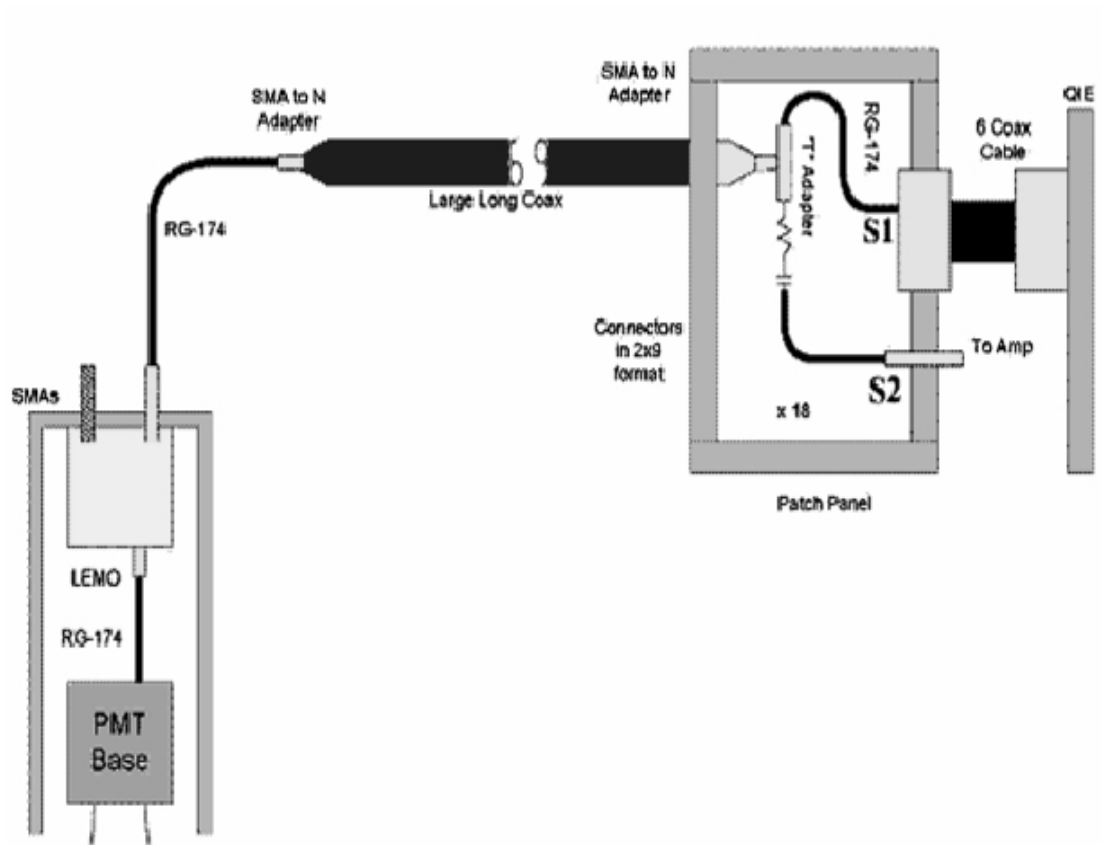 SMA to N
Adapter
SMA to N
Adapter
QIE
6 Coax
Cable
RG-174
"T" Adapter
Large Long Coax
RG-174
S1
Connectors
in 2x9
format
To Amp
S2
x 18
SMAs
Patch Panel
LEMO
RG-174
PMT
Base